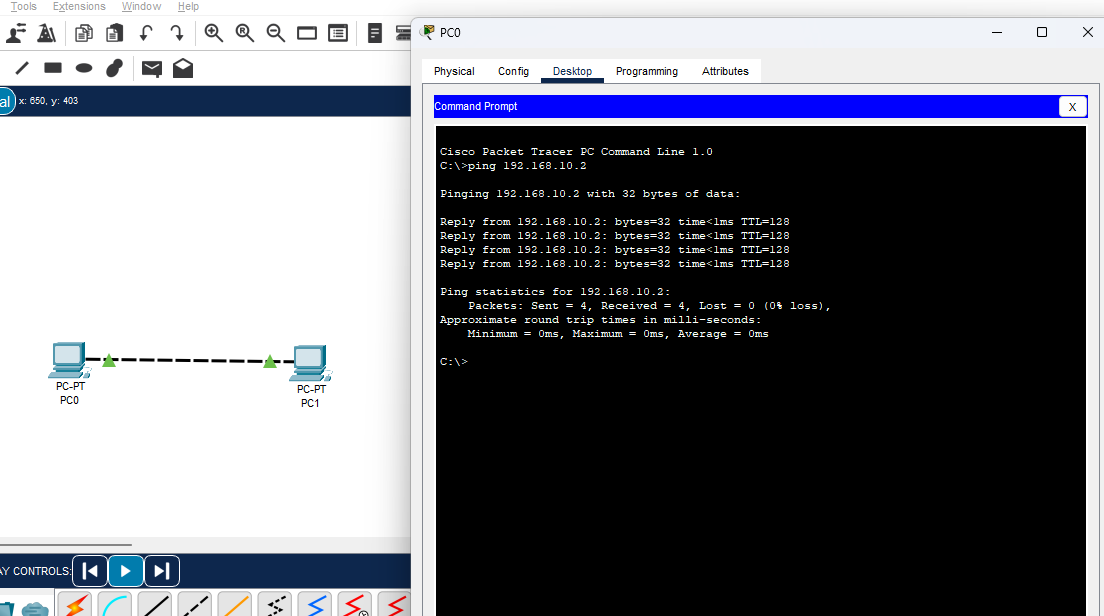 Tools Extensions Window Help
PC0
Physical Config Desktop Programming Attributes
al x: 650, y: 403
Command Prompt X
Cisco Packet Tracer PC Command Line 1.0
C:\>ping 192.168.10.2
Pinging 192.168.10.2 with 32 bytes of data:
Reply from 192.168.10.2: bytes=32 time<1ms TTL=128
Reply from 192.168.10.2: bytes=32 time<1ms TTL=128
Reply from 192.168.10.2: bytes=32 time<1ms TTL=128
Reply from 192.168.10.2: bytes=32 time<1ms TTL=128
Ping statistics for 192.168.10.2:
Packets: Sent = 4, Received = 4, Lost = 0 (0% loss),
Approximate round trip times in milli-seconds:
Minimum = 0ms, Maximum = 0ms, Average = 0ms
C:\>
PC-PT
PC0
PC-PT
PC1
AY CONTROLS: